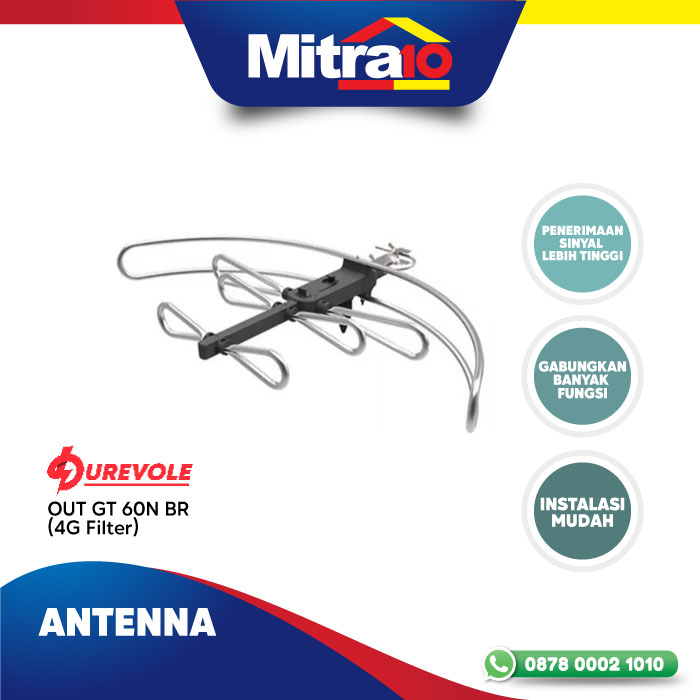 Mitra10
PENERIMAAN
SINYAL
LEBIH TINGGI
GABUNGKAN
BANYAK
FUNGSI
INSTALASI
MUDAH
DUREVOLE
OUT GT 60N BR
(4G Filter)
ANTENNA
0878 0002 1010